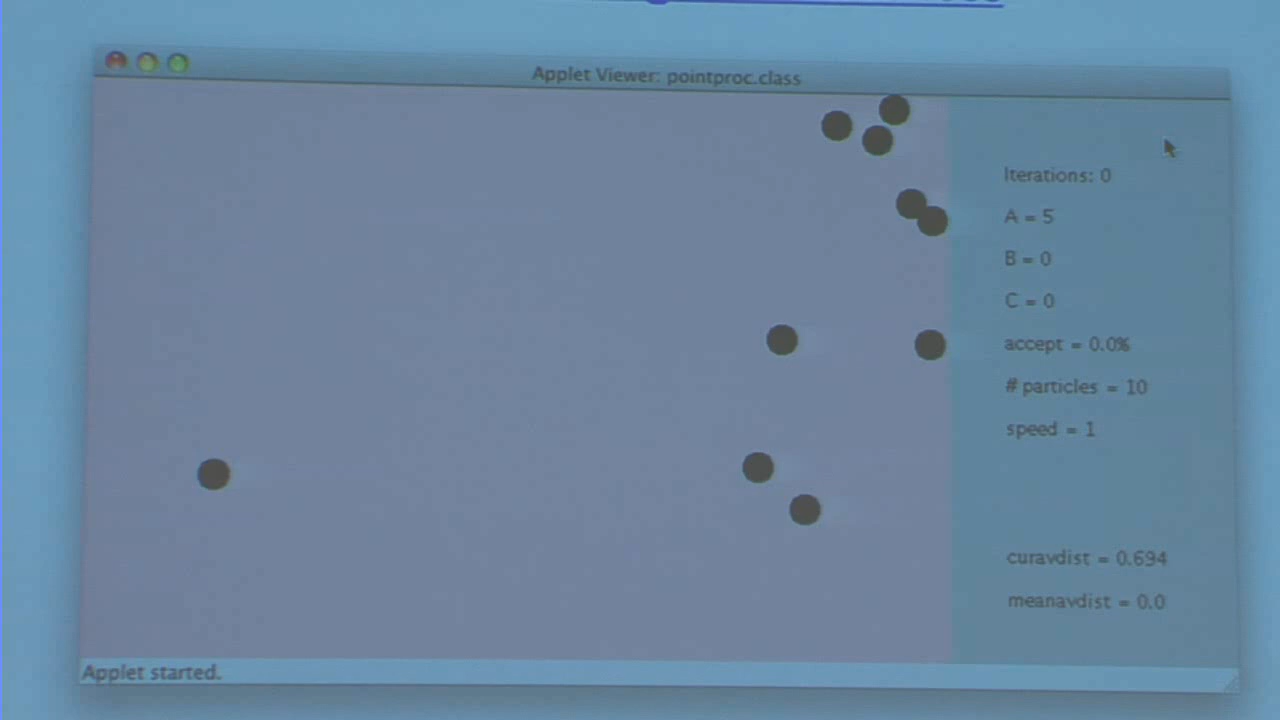 Applet Viewer: pointproc.class
Iterations: 0
A = 5
B = 0
C = 0
accept = 0.0%
# particles = 10
speed = 1
curavdist = 0.694
meanavdist = 0.0
Applet started.